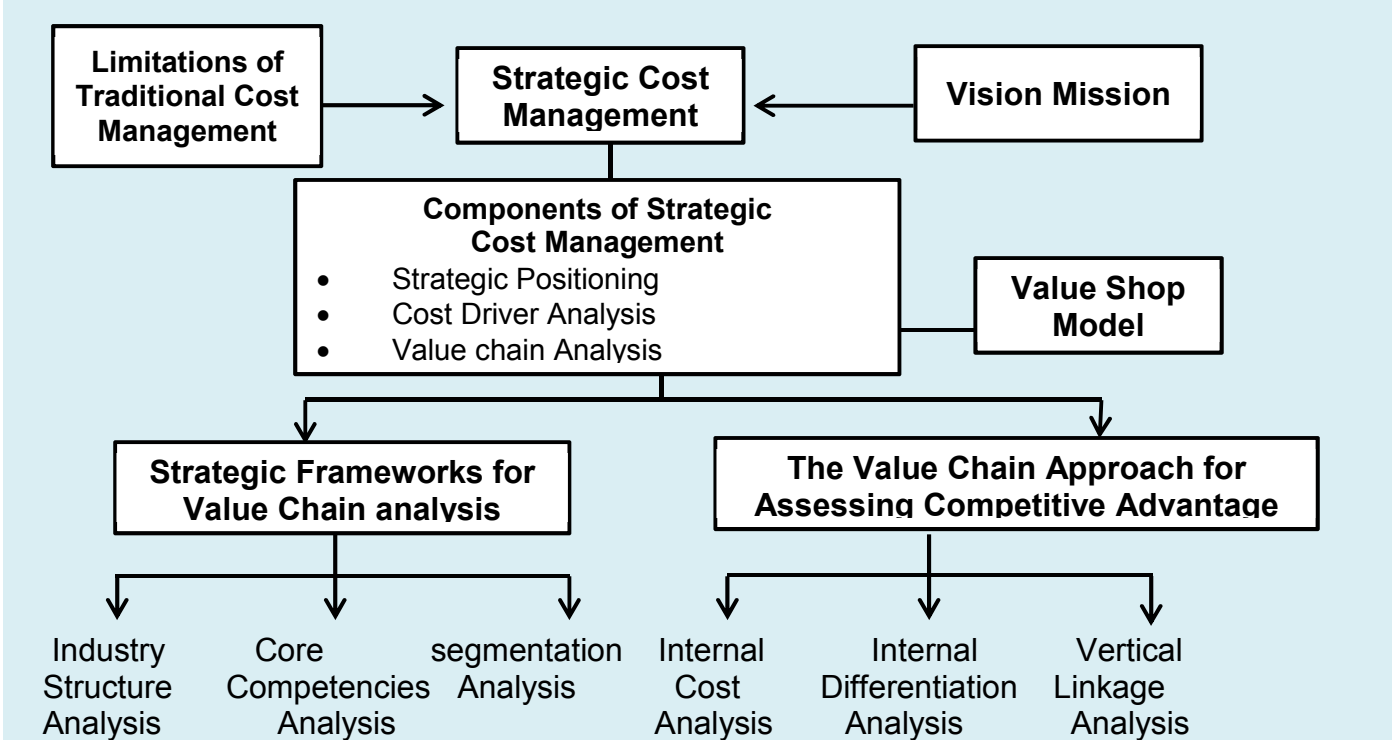 Limitations of
Traditional Cost
Management
Strategic Cost
Management
Vision Mission
Components of Strategic
Cost Management
• Strategic Positioning
• Cost Driver Analysis
• Value chain Analysis
Value Shop
Model
Strategic Frameworks for
Value Chain analysis
The Value Chain Approach for
Assessing Competitive Advantage
Industry
Structure
Analysis
Core
Competencies
Analysis
segmentation
Analysis
Internal
Cost
Analysis
Internal
Differentiation
Analysis
Vertical
Linkage
Analysis